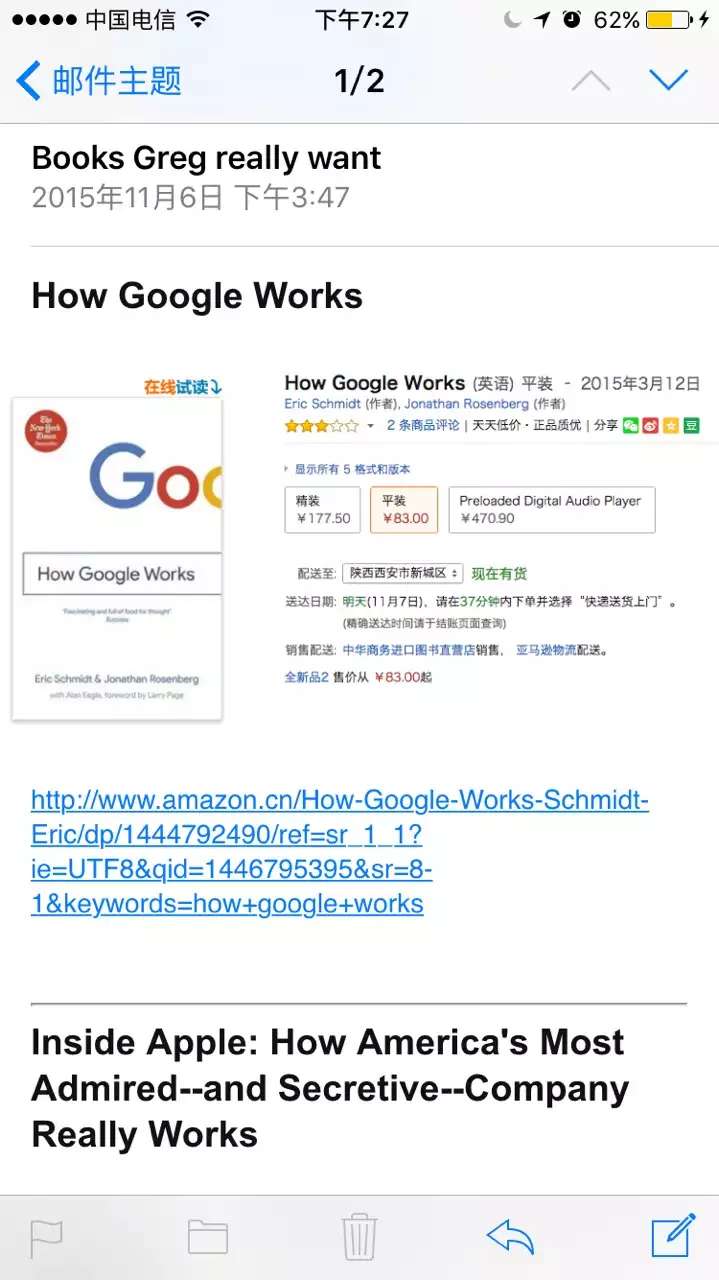 中国电信 下午7:27 62%
邮件主题 1/2
Books Greg really want
2015年11月6日 下午3:47
How Google Works
在线试读
The
New York
Times
Goo
How Google Works
"Fascinating and full of food for thought"
Eric Schmidt & Jonathan Rosenberg
with Alan Eagle, foreword by Larry Page
How Google Works (英语) 平装 - 2015年3月12日
Eric Schmidt (作者), Jonathan Rosenberg (作者)
2 条商品评论 | 天天低价·正品质优 | 分享 豆
显示所有 5 格式和版本
精装 平装 Preloaded Digital Audio Player
￥177.50 ￥83.00 ￥470.90
配送至: 陕西西安市新城区 现在有货
送达日期: 明天(11月7日)、请在37分钟内下单并选择“快递送货上门”。
(精确送达时间请于结账页面查询)
销售配送: 中华商务进口图书直营店销售, 亚马逊物流配送。
全新品2 售价从 ￥83.00起
http://www.amazon.cn/How-Google-Works-Schmidt-
Eric/dp/1444792490/ref=sr_1_1?
ie=UTF8&qid=1446795395&sr=8-
1&keywords=how+google+works
Inside Apple: How America's Most
Admired--and Secretive--Company
Really Works